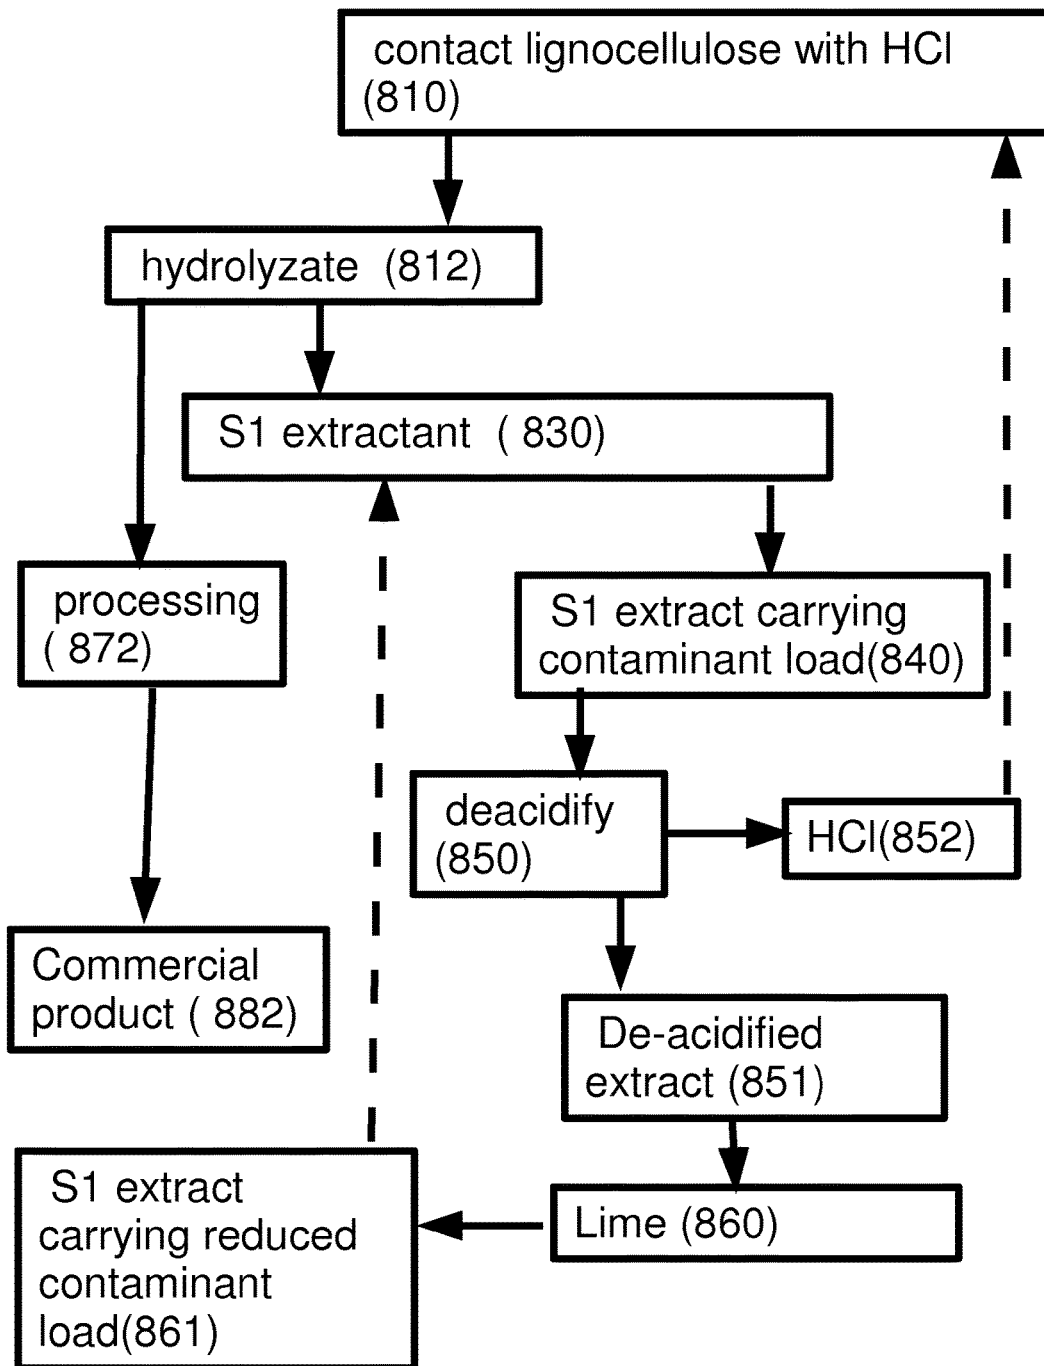 contact lignocellulose with HCl
(810)
hydrolyzate (812)
S1 extractant ( 830)
processing
( 872)
S1 extract carrying
contaminant load(840)
deacidify
(850)
HCl(852)
Commercial
product ( 882)
De-acidified
extract (851)
S1 extract
carrying reduced
contaminant
load(861)
Lime (860)